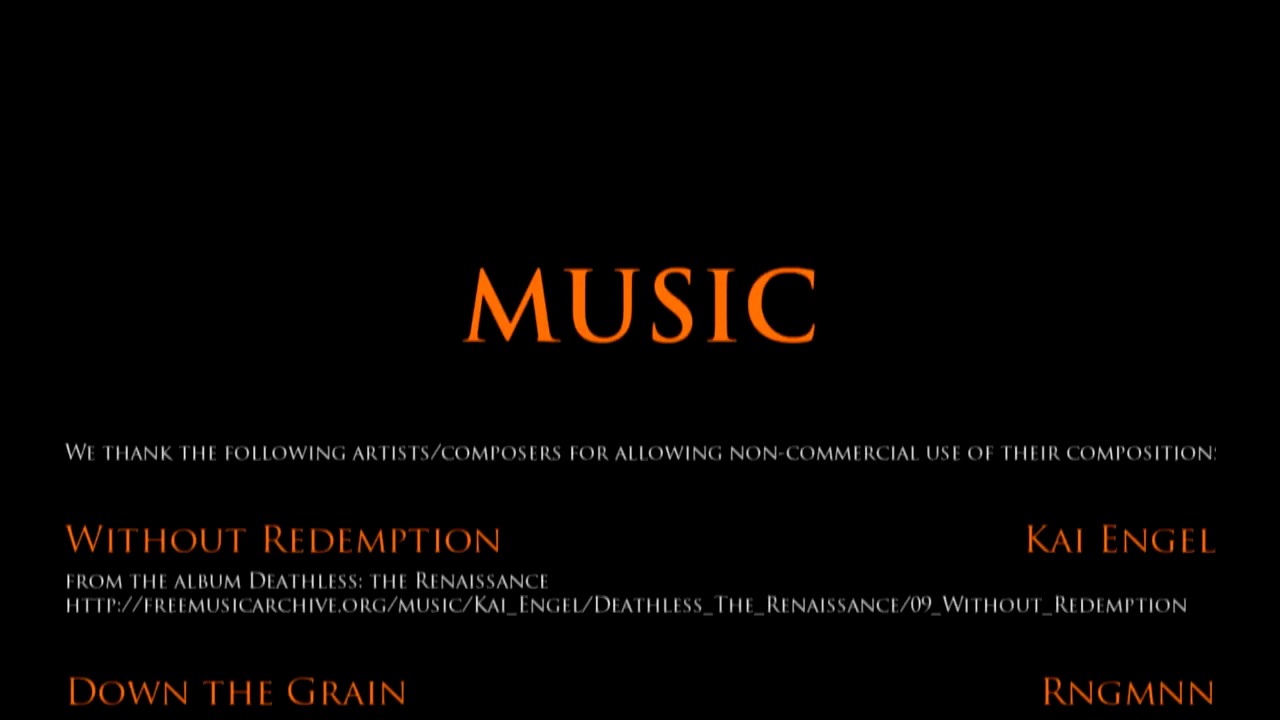 MUSIC
We thank the following artists/composers for allowing non-commercial use of their compositions
Without Redemption Kai Engel
from the album Deathless: the Renaissance
http://freemusicarchive.org/music/Kai_Engel/Deathless_The_Renaissance/09_Without_Redemption
Down the Grain Rngmnn